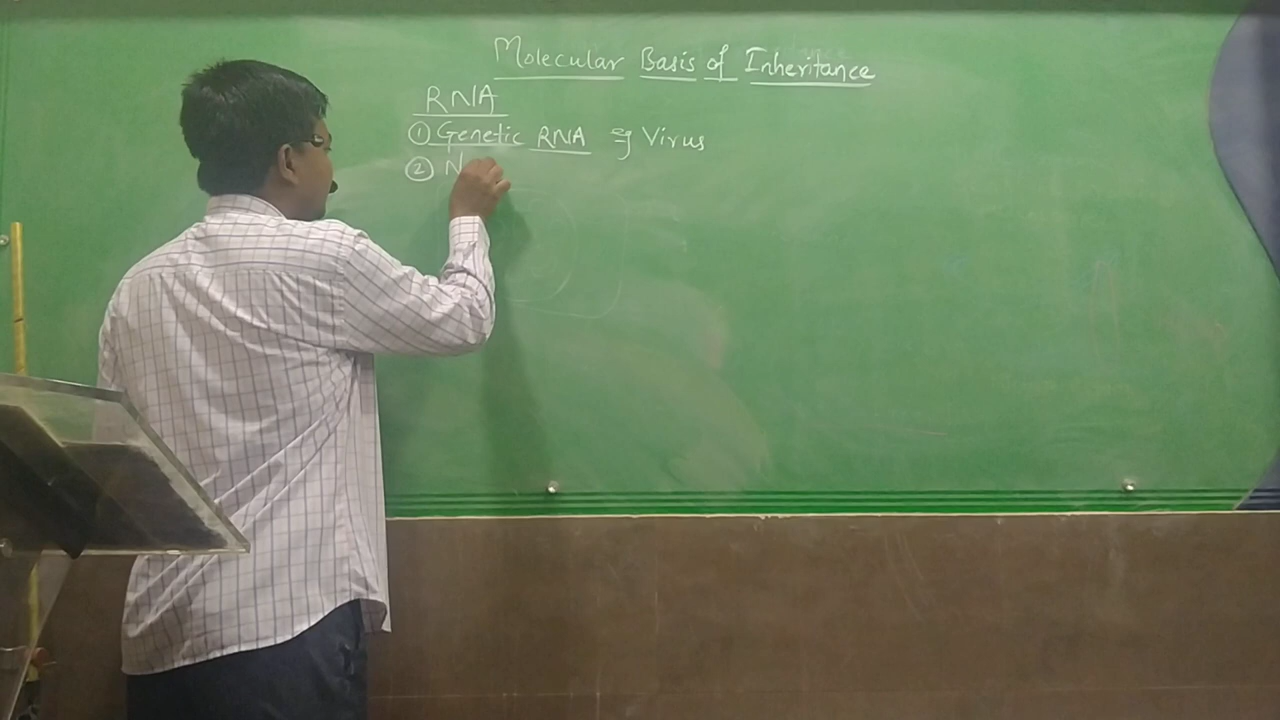 Molecular Basis of Inheritance
RNA
① Genetic RNA eg Virus
② N